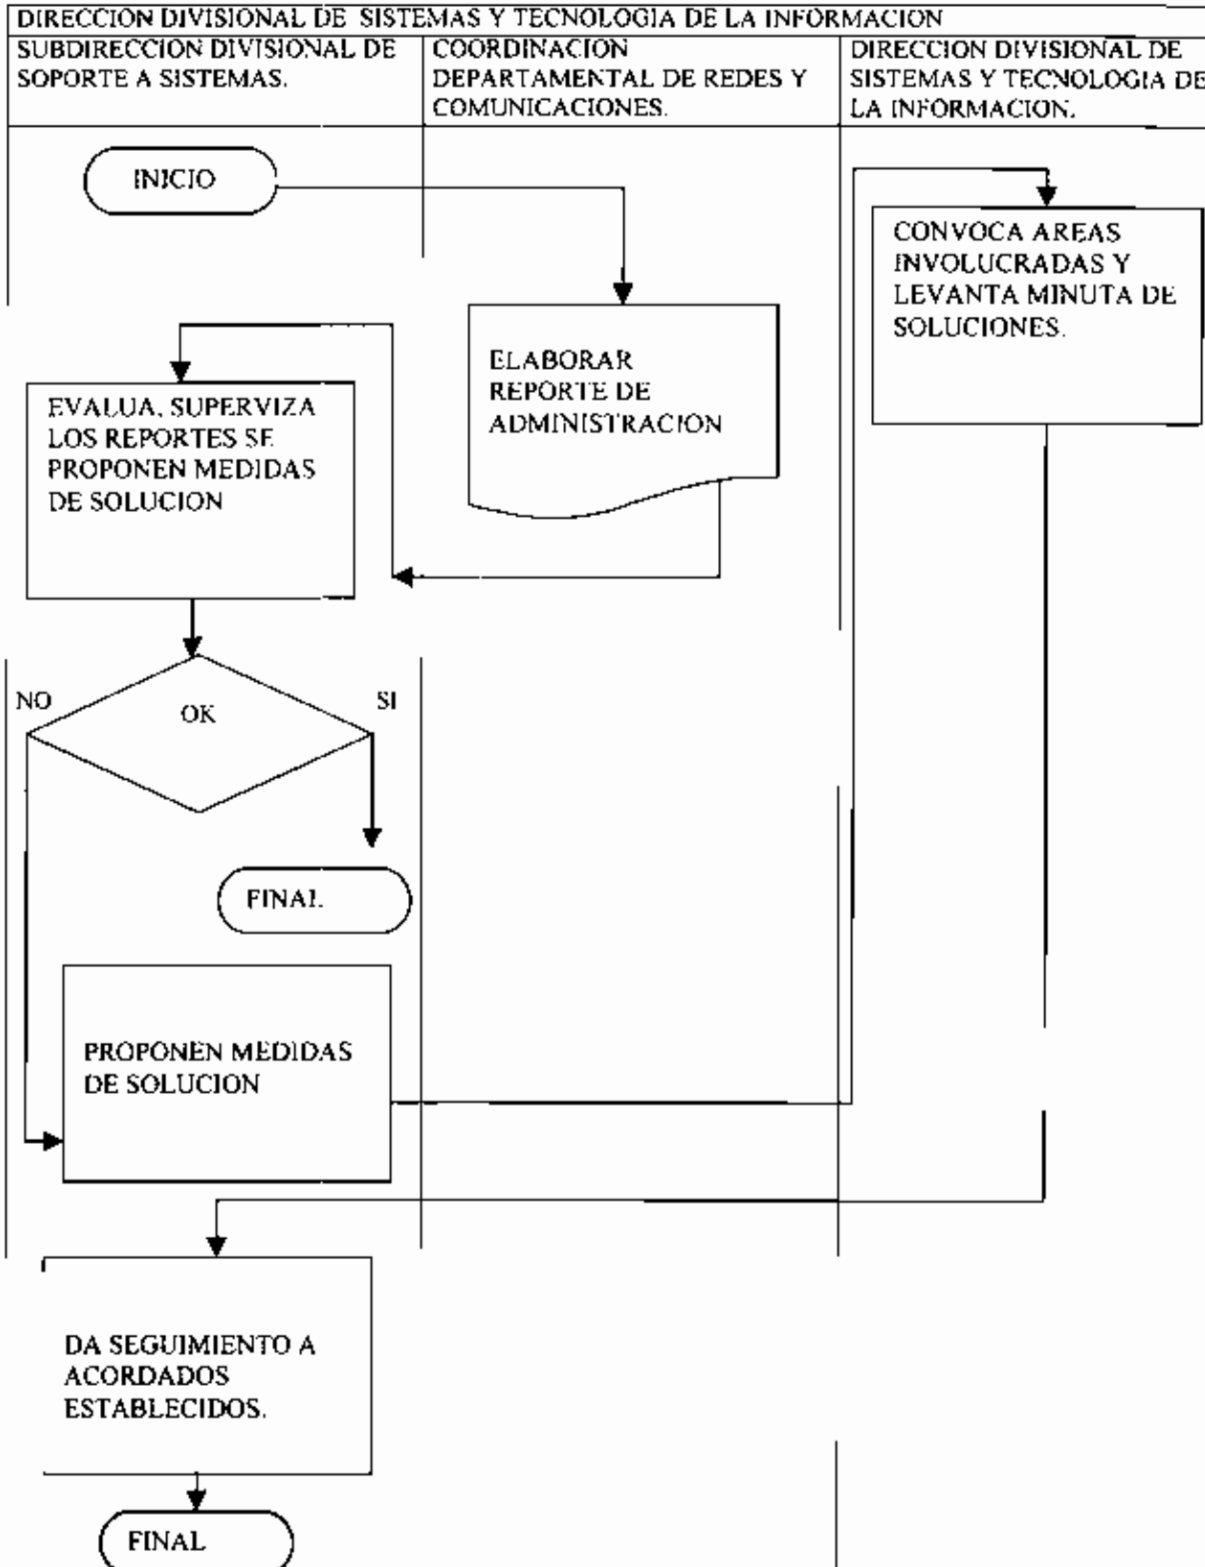 DIRECCION DIVISIONAL DE SISTEMAS Y TECNOLOGIA DE LA INFORMACION
SUBDIRECCION DIVISIONAL DE
SOPORTE A SISTEMAS.
COORDINACION
DEPARTAMENTAL DE REDES Y
COMUNICACIONES.
DIRECCION DIVISIONAL DE
SISTEMAS Y TECNOLOGIA DE
LA INFORMACION.
INICIO
CONVOCA AREAS
INVOLUCRADAS Y
LEVANTA MINUTA DE
SOLUCIONES.
ELABORAR
REPORTE DE
ADMINISTRACION
EVALUA, SUPERVIZA
LOS REPORTES SE
PROPONEN MEDIDAS
DE SOLUCION
NO
OK
SI
FINAL
PROPONEN MEDIDAS
DE SOLUCION
DA SEGUIMIENTO A
ACORDADOS
ESTABLECIDOS.
FINAL